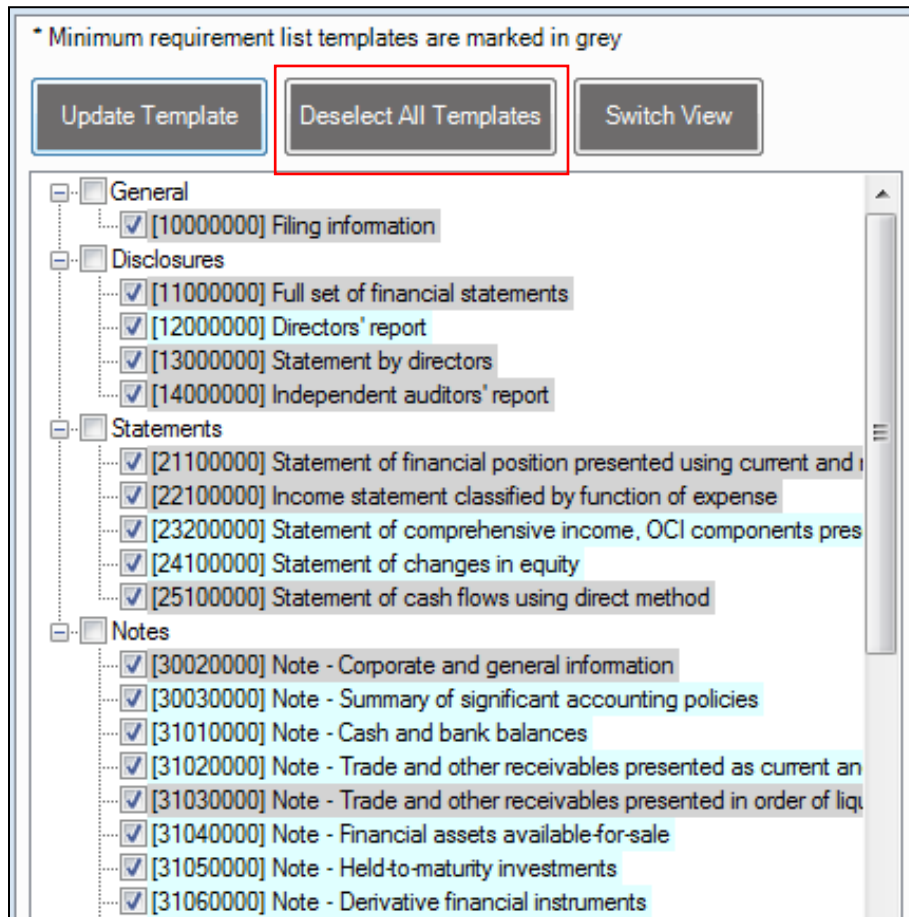 * Minimum requirement list templates are marked in grey
Update Template
Deselect All Templates
Switch View
General
[10000000] Filing information
Disclosures
[11000000] Full set of financial statements
[12000000] Directors' report
[13000000] Statement by directors
[14000000] Independent auditors' report
Statements
[21100000] Statement of financial position presented using current and
[22100000] Income statement classified by function of expense
[23200000] Statement of comprehensive income, OCI components pres
[24100000] Statement of changes in equity
[25100000] Statement of cash flows using direct method
Notes
[30020000] Note - Corporate and general information
[30030000] Note - Summary of significant accounting policies
[31010000] Note - Cash and bank balances
[31020000] Note - Trade and other receivables presented as current an
[31030000] Note - Trade and other receivables presented in order of liqu
[31040000] Note - Financial assets available-for-sale
[31050000] Note - Held-to-maturity investments
[31060000] Note - Derivative financial instruments